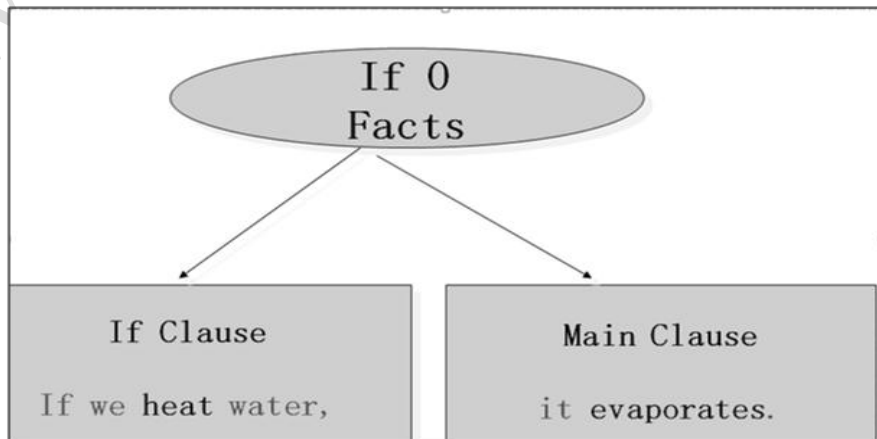 If 0
Facts
If Clause
If we heat water,
Main Clause
it evaporates.